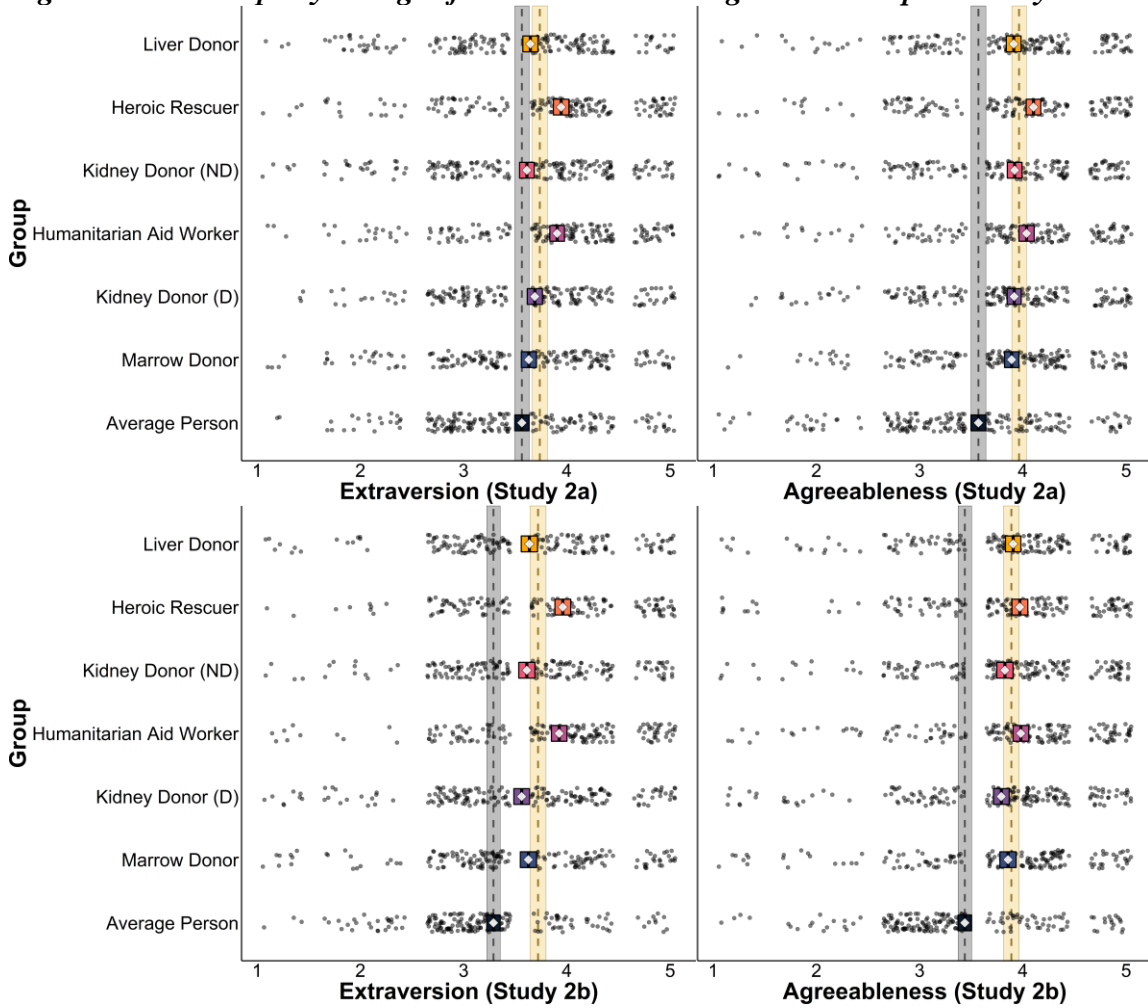 Liver Donor
Heroic Rescuer
Kidney Donor (ND)
Humanitarian Aid Worker
Kidney Donor (D)
Marrow Donor
Average Person
Group
1 2 3 4 5 1 2 3 4 5
Extraversion (Study 2a) Agreeableness (Study 2a)
Liver Donor
Heroic Rescuer
Kidney Donor (ND)
Humanitarian Aid Worker
Kidney Donor (D)
Marrow Donor
Average Person
Group
1 2 3 4 5 1 2 3 4 5
Extraversion (Study 2b) Agreeableness (Study 2b)